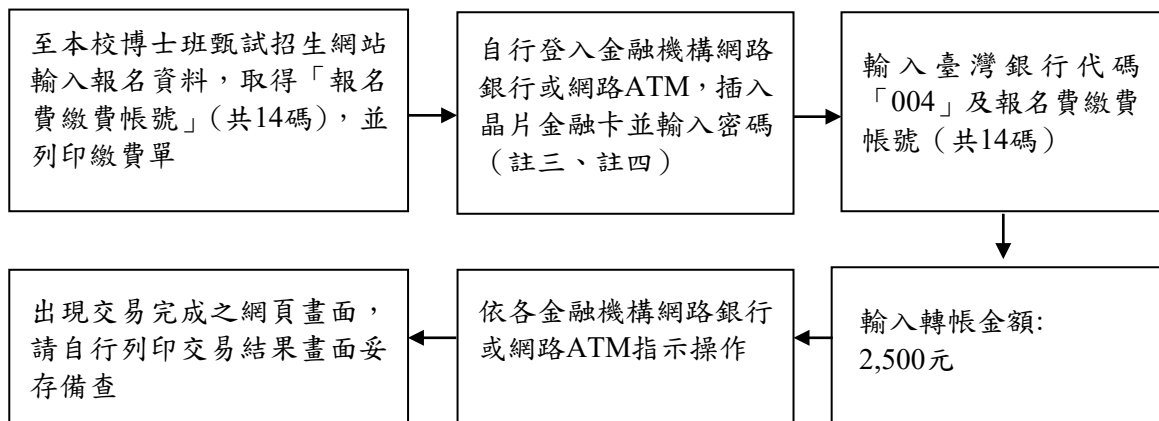 至本校博士班甄試招生網站
輸入報名資料，取得「報名
費繳費帳號」（共14碼），並
列印繳費單
自行登入金融機構網路
銀行或網路ATM，插入
晶片金融卡並輸入密碼
（註三、註四）
輸入臺灣銀行代碼
「004」及報名費繳費
帳號（共14碼）
輸入轉帳金額:
2,500元
依各金融機構網路銀行
或網路ATM指示操作
出現交易完成之網頁畫面，
請自行列印交易結果畫面妥
存備查